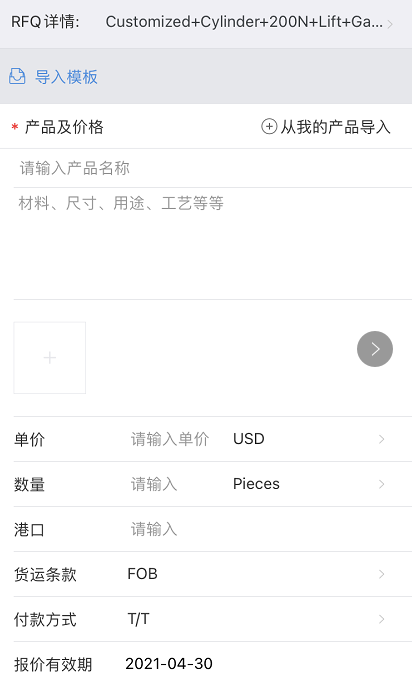 RFQ详情: Customized+Cylinder+200N+Lift+Ga...
导入模板
* 产品及价格 从我的产品导入
请输入产品名称
材料、尺寸、用途、工艺等等
单价 请输入单价 USD
数量 请输入 Pieces
港口 请输入
货运条款 FOB
付款方式 T/T
报价有效期 2021-04-30